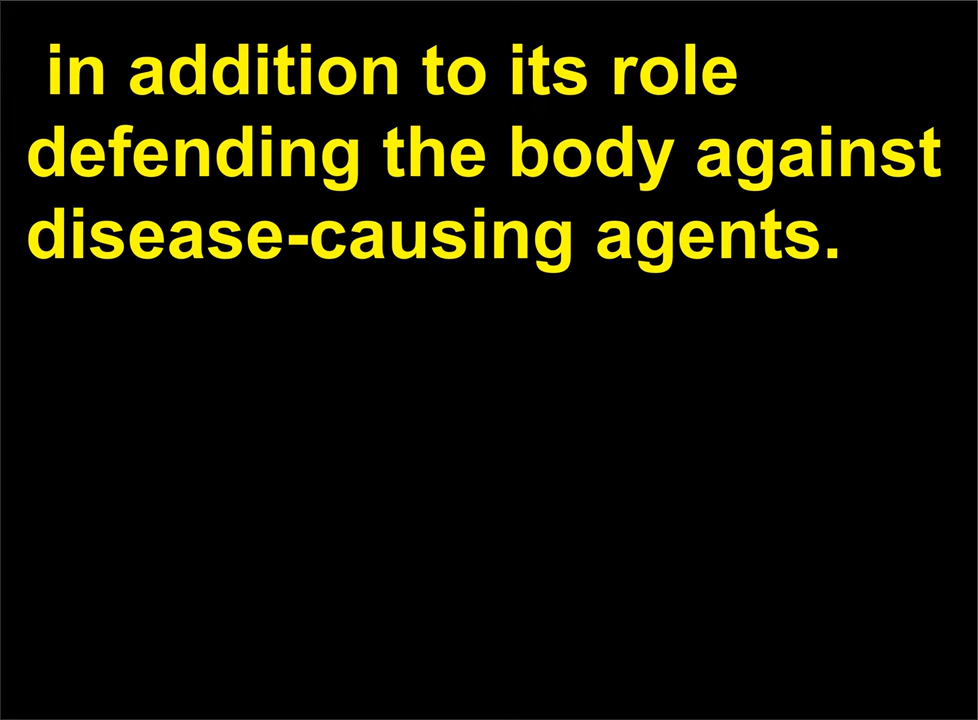 in addition to its role
defending the body against
disease-causing agents.